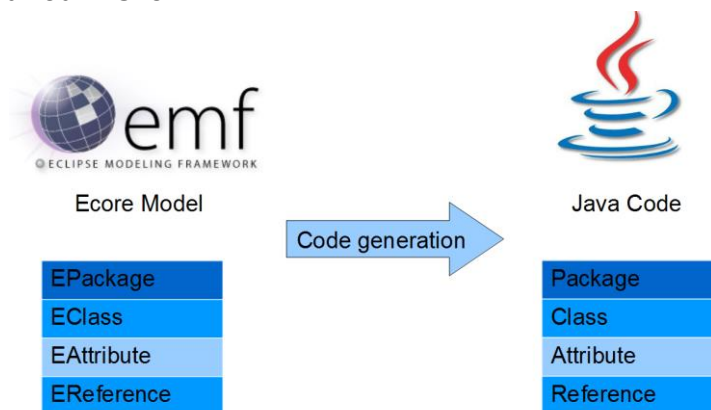 emf
ECLIPSE MODELING FRAMEWORK
Ecore Model
Java Code
Code generation
EPackage
EClass
EAttribute
EReference
Package
Class
Attribute
Reference